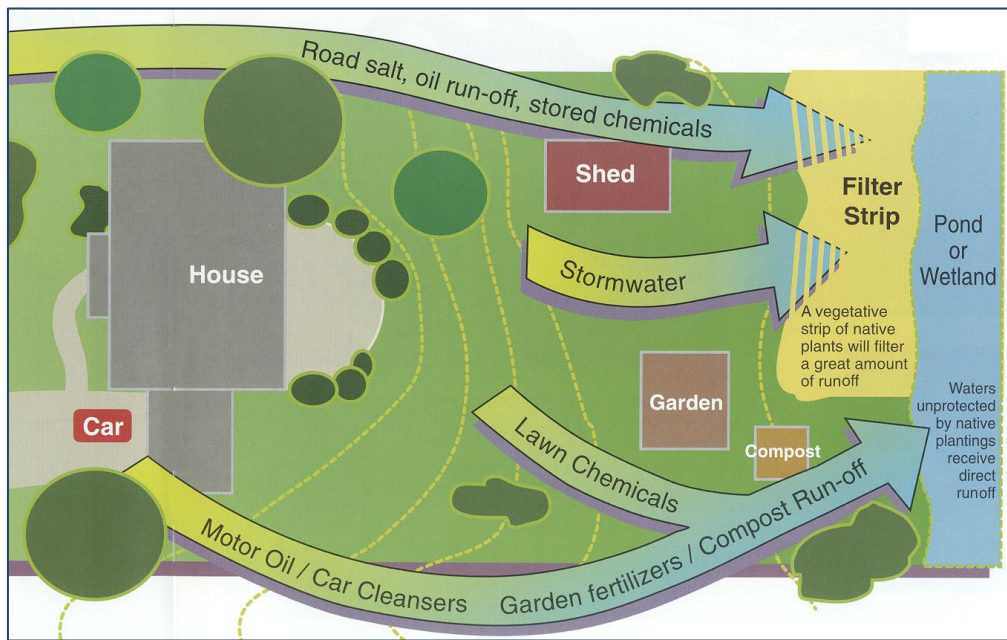 Road salt, oil run-off, stored chemicals
Shed
Filter
Strip
Pond
or
Wetland
House
Stormwater
A vegetative
strip of native
plants will filter
a great amount
of runoff
Garden
Waters
unprotected
by native
plantings
receive
direct
runoff
Car
Compost
Lawn Chemicals
Motor Oil / Car Cleansers
Garden fertilizers / Compost Run-off